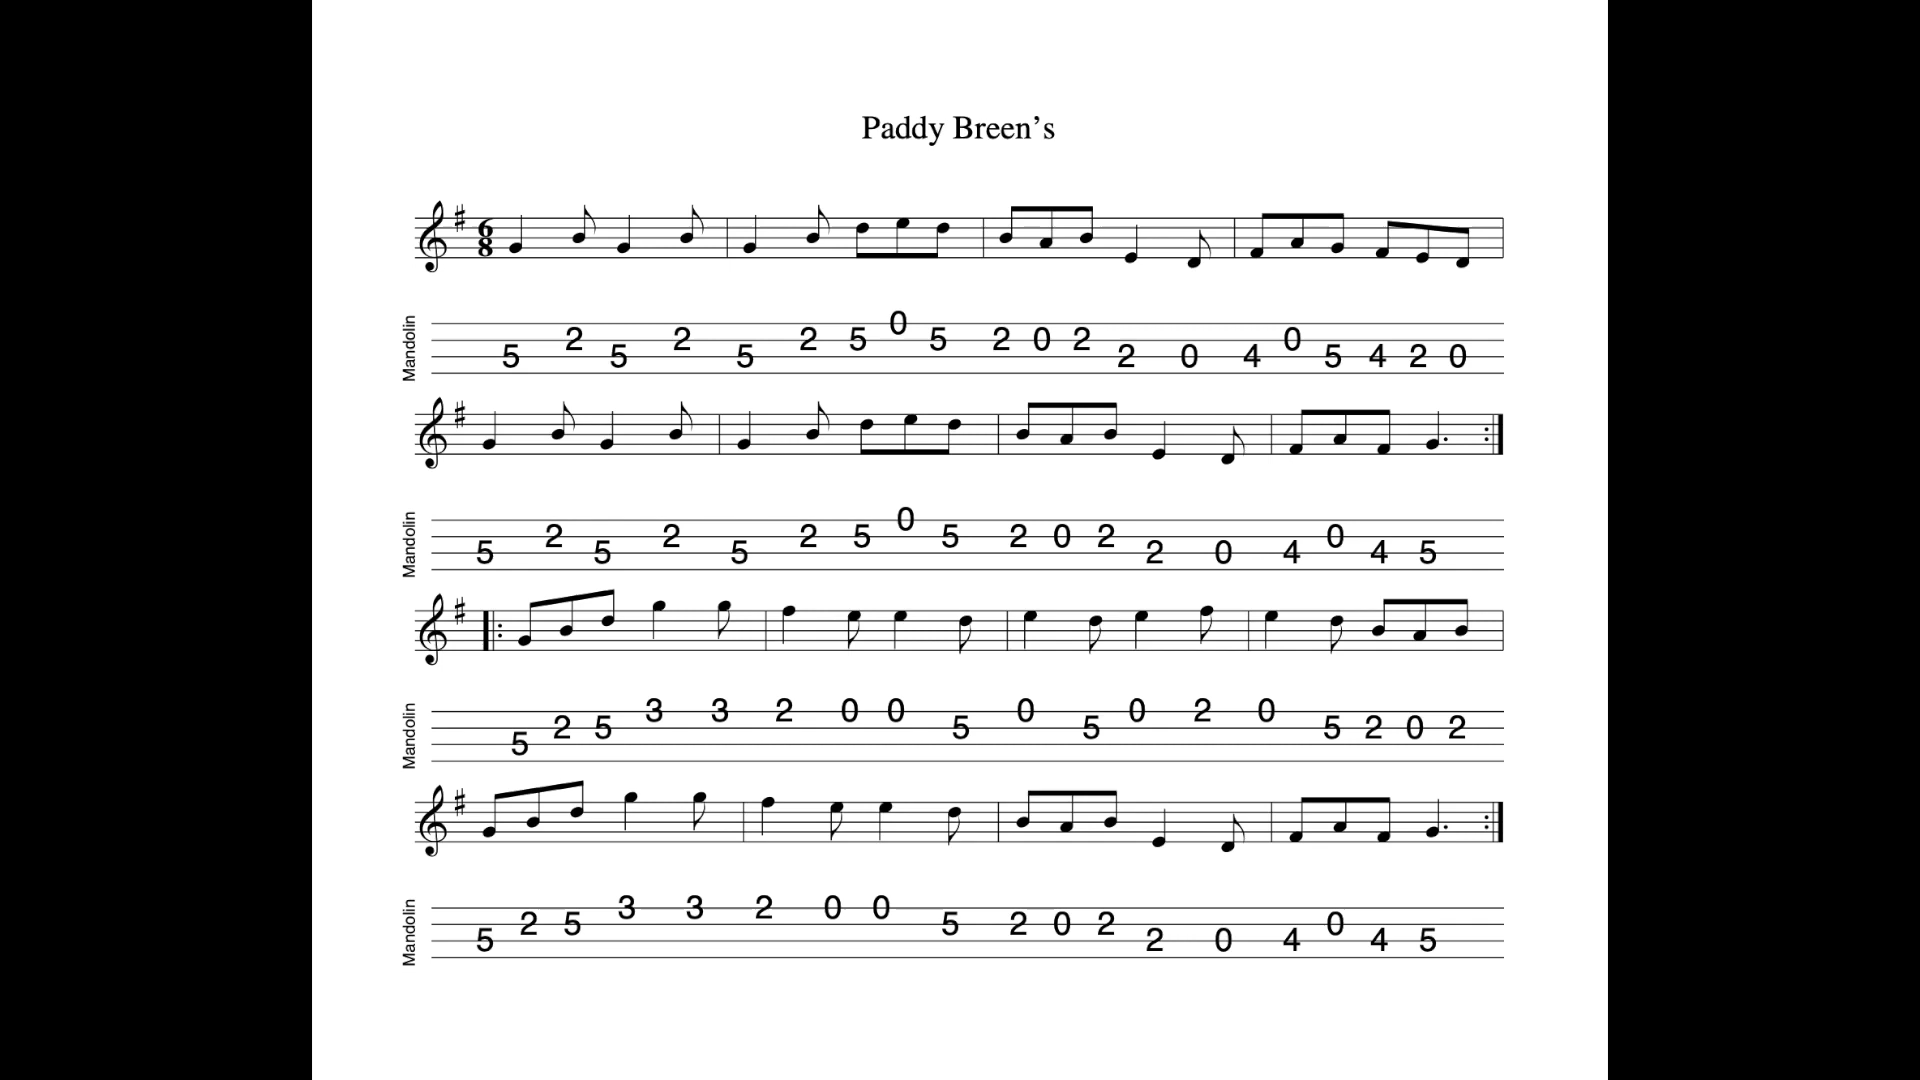 Paddy Breen’s
6
8
Mandolin 5 2 5 2 5 2 5 0 5 2 0 2 2 0 4 0 5 4 2 0
Mandolin 5 2 5 2 5 2 5 0 5 2 0 2 2 0 4 0 4 5
Mandolin 5 2 5 3 3 2 0 0 5 0 5 0 2 0 5 2 0 2
Mandolin 5 2 5 3 3 2 0 0 5 2 0 2 2 0 4 0 4 5